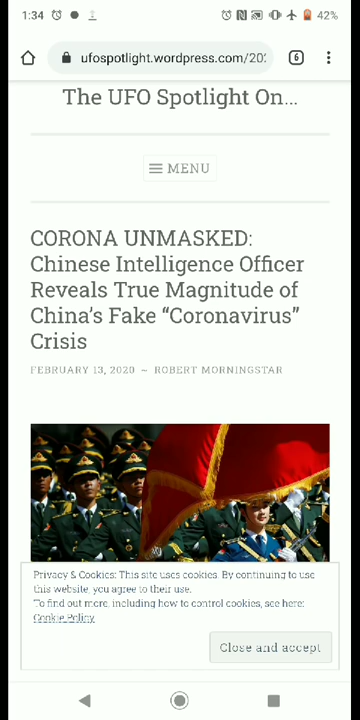 1:34 42%
ufospotlight.wordpress.com/20 6
The UFO Spotlight On...
MENU
CORONA UNMASKED:
Chinese Intelligence Officer
Reveals True Magnitude of
China's Fake “Coronavirus”
Crisis
FEBRUARY 13, 2020 ~ ROBERT MORNINGSTAR
Privacy & Cookies: This site uses cookies. By continuing to use
this website, you agree to their use.
To find out more, including how to control cookies, see here:
Cookie Policy
Close and accept